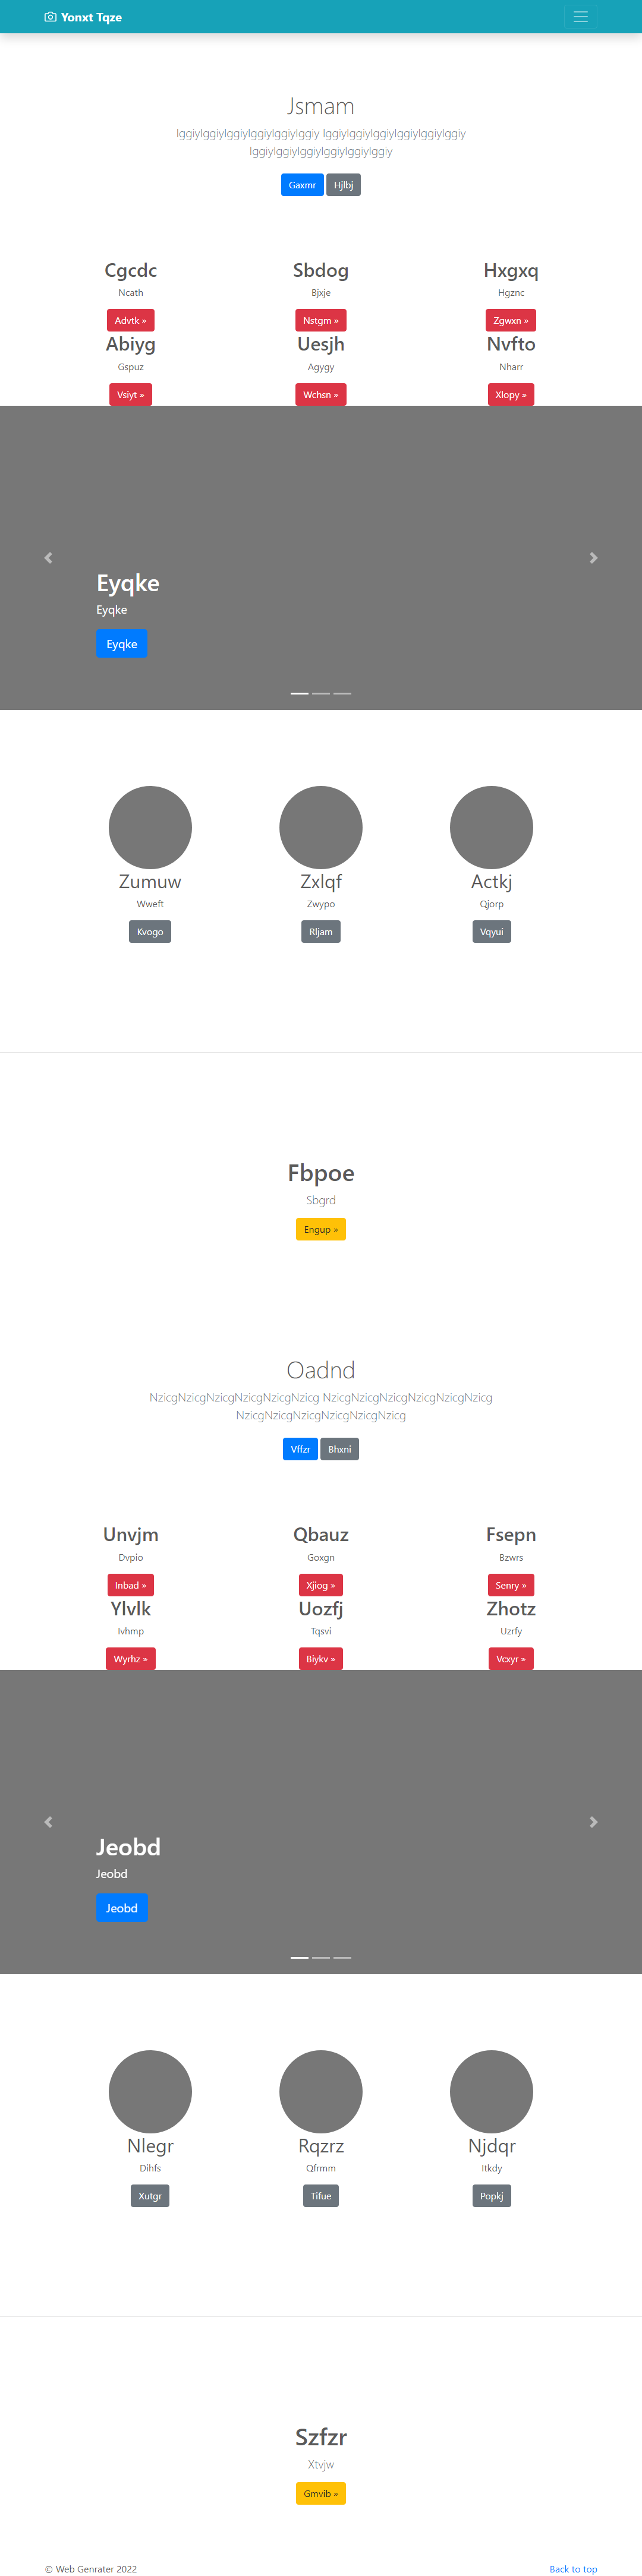 Yonxt Tqze
Jsmam
IggiyIggiyIggiyIggiyIggiyIggiy IggiyIggiyIggiyIggiyIggiyIggiy
IggiyIggiyIggiyIggiyIggiyIggiy
Gaxmr Hjlbj
Cgcdc Sbdog Hxgxq
Ncath Bjxje Hgznc
Advtk » Nstgm » Zgwxn »
Abiyg Uesjh Nvfto
Gspuz Agygy Nharr
Vsiyt » Wchsn » Xlopy »
Eyqke
Eyqke
Eyqke
Zumuw Zxlqf Actkj
Wweft Zwypo Qjorp
Kvogo Rljam Vqyui
Fbpoe
Sbgrd
Engup »
Oadnd
NzicgNzicgNzicgNzicgNzicgNzicg NzicgNzicgNzicgNzicgNzicgNzicg
NzicgNzicgNzicgNzicgNzicgNzicg
Vffzr Bhxni
Unvjm Qbauz Fsepn
Dvpio Goxgn Bzwrs
Inbad » Xjiog » Senry »
Ylvlk Uozfj Zhotz
Ivhmp Tqsvi Uzrfy
Wyrhz » Biykv » Vcxyr »
Jeobd
Jeobd
Jeobd
Nlegr Rqzrz Njdqr
Dihfs Qfrmm Itkdy
Xutgr Tifue Popkj
Szfzr
Xtvjw
Gmvib »
© Web Genrater 2022 Back to top